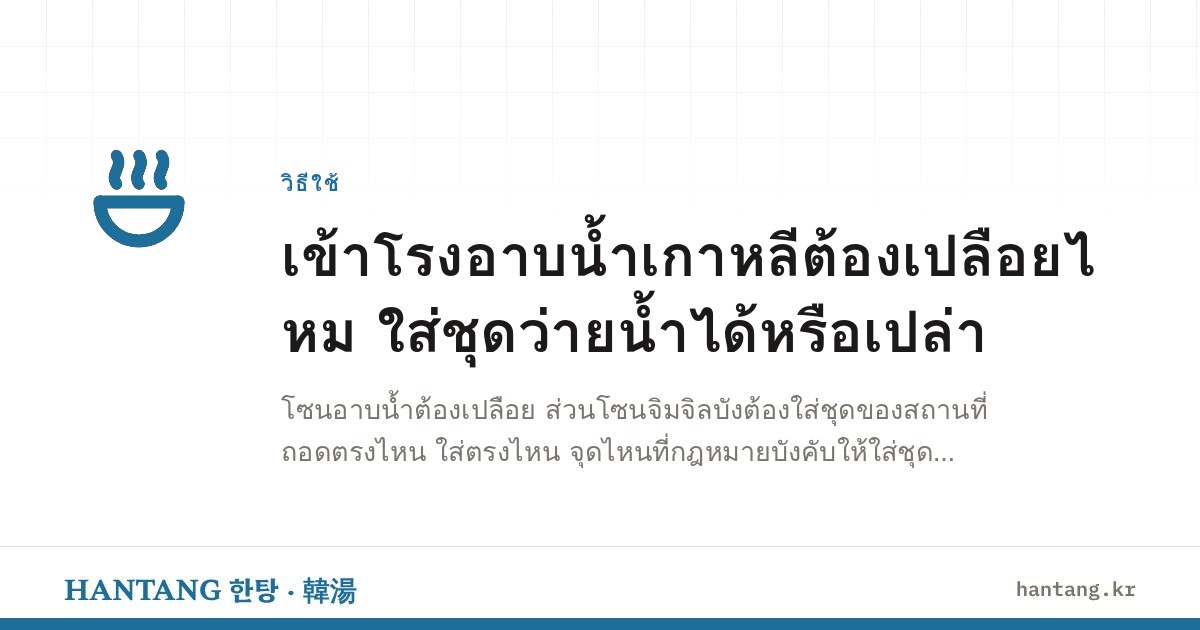 วิธีใช้
เข้าโรงอาบน้ำเกาหลีต้องเปลือยไ
หม ใส่ชุดว่ายน้ำได้หรือเปล่า
โซนอาบน้ำต้องเปลือย ส่วนโซนจิมจิลบังต้องใส่ชุดของสถานที่
ถอดตรงไหน ใส่ตรงไหน จุดไหนที่กฎหมายบังคับให้ใส่ชุด...
HANTANG 한탕 · 韓湯
hantang.kr